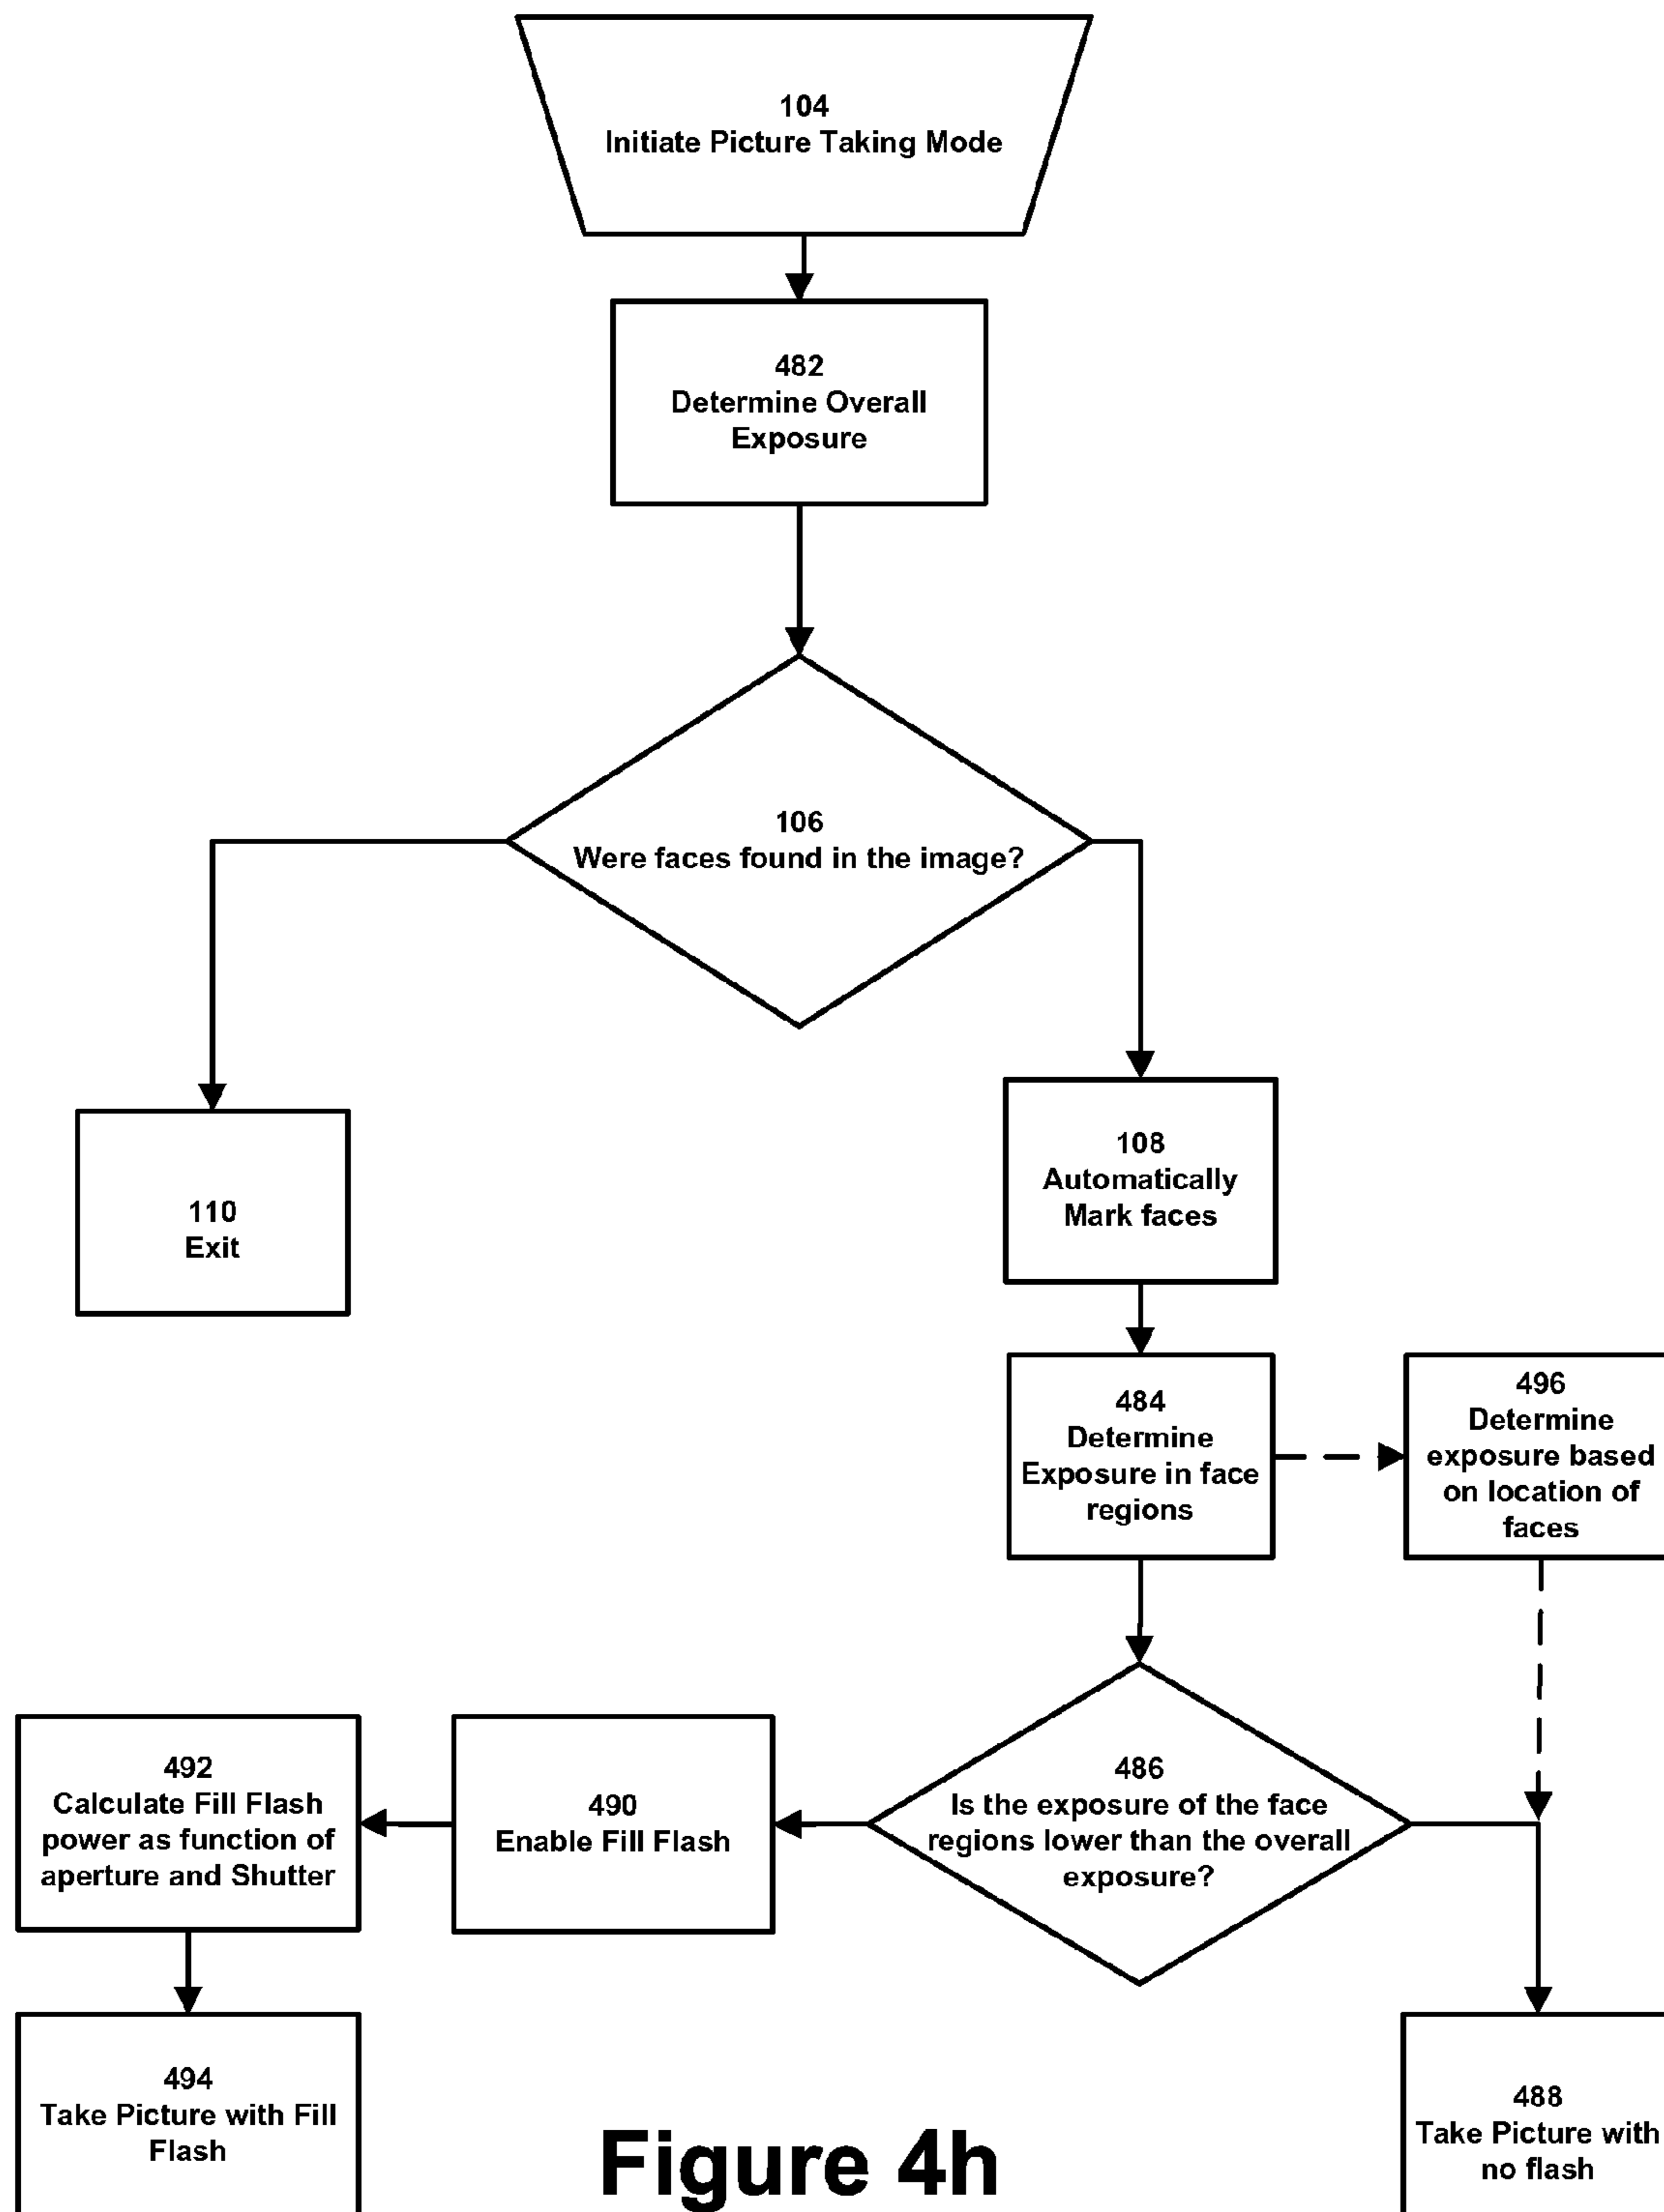 104
Initiate Picture Taking Mode
482
Determine Overall
Exposure
106
Were faces found in the image?
110
Exit
108
Automatically
Mark faces
484
Determine
Exposure in face
regions
496
Determine
exposure based
on location of
faces
486
Is the exposure of the face
regions lower than the overall
exposure?
490
Enable Fill Flash
492
Calculate Fill Flash
power as function of
aperture and Shutter
494
Take Picture with Fill
Flash
488
Take Picture with
no flash
Figure 4h